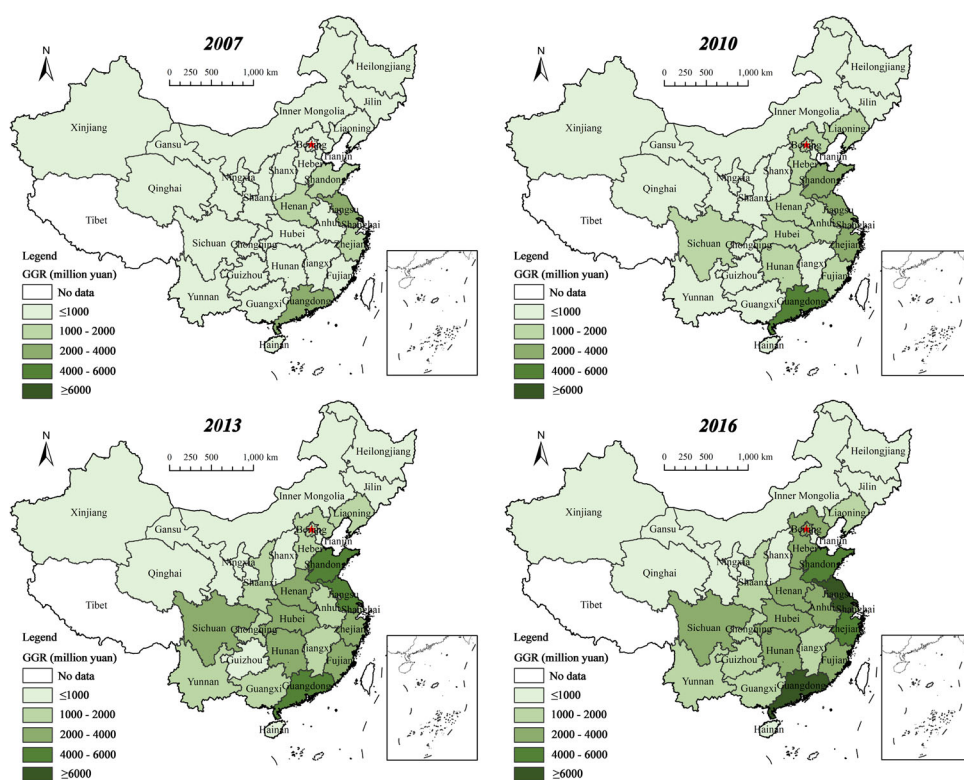 2007
N
0 250 500 1,000 km
Heilongjiang
Jilin
Inner Mongolia
Liaoning
Xinjiang
Gansu
Beijing
Tianjin
Hebei
Shanxi
Ningxia
Shandong
Qinghai
Shaanxi
Henan
Jiangsu
Tibet
Anhui
Shanghai
Hubei
Sichuan
Chongqing
Zhejian
Hunan
Jiangxi
Guizhou
Fujian
Yunnan
Guangxi
Guangdong
Hainan
Legend
GGR (million yuan)
No data
≤1000
1000 - 2000
2000 - 4000
4000 - 6000
≥6000
2010
N
0 250 500 1,000 km
Heilongjiang
Jilin
Inner Mongolia
Liaoning
Xinjiang
Gansu
Beijing
Tianjin
Hebei
Shanxi
Ningxia
Shandong
Qinghai
Shaanxi
Henan
Jiangsu
Tibet
Anhui
Shanghai
Hubei
Sichuan
Chongqing
Zhejian
Hunan
Jiangxi
Guizhou
Fujian
Yunnan
Guangxi
Guangdong
Hainan
Legend
GGR (million yuan)
No data
≤1000
1000 - 2000
2000 - 4000
4000 - 6000
≥6000
2013
N
0 250 500 1,000 km
Heilongjiang
Jilin
Inner Mongolia
Liaoning
Xinjiang
Gansu
Beijing
Tianjin
Hebei
Shanxi
Ningxia
Shandong
Qinghai
Shaanxi
Henan
Jiangsu
Tibet
Anhui
Shanghai
Hubei
Sichuan
Chongqing
Zhejian
Hunan
Jiangxi
Guizhou
Fujian
Yunnan
Guangxi
Guangdong
Hainan
Legend
GGR (million yuan)
No data
≤1000
1000 - 2000
2000 - 4000
4000 - 6000
≥6000
2016
N
0 250 500 1,000 km
Heilongjiang
Jilin
Inner Mongolia
Liaoning
Xinjiang
Gansu
Beijing
Tianjin
Hebei
Shanxi
Ningxia
Shandong
Qinghai
Shaanxi
Henan
Jiangsu
Tibet
Anhui
Shanghai
Hubei
Sichuan
Chongqing
Zhejian
Hunan
Jiangxi
Guizhou
Fujian
Yunnan
Guangxi
Guangdong
Hainan
Legend
GGR (million yuan)
No data
≤1000
1000 - 2000
2000 - 4000
4000 - 6000
≥6000